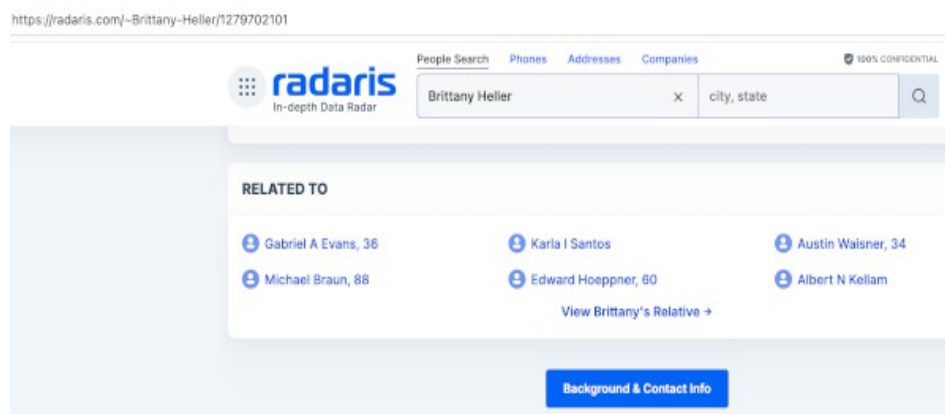 https://radaris.com/~Brittany-Heller/1279702101
People Search Phones Addresses Companies 100% CONFIDENTIAL
radaris
In-depth Data Radar
Brittany Heller × city, state
RELATED TO
Gabriel A Evans, 36 Karla I Santos Austin Waisner, 34
Michael Braun, 88 Edward Hoeppner, 60 Albert N Kellam
View Brittany's Relative →
Background & Contact Info